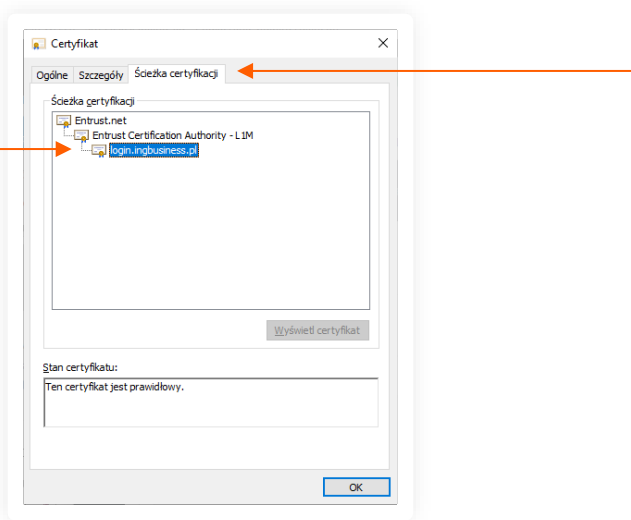 Certyfikat
Ogólne Szczegóły Ścieżka certyfikacji
Ścieżka certyfikacji
Entrust.net
Entrust Certification Authority - L1M
login.ingbusiness.pl
Wyświetl certyfikat
Stan certyfikatu:
Ten certyfikat jest prawidłowy.
OK